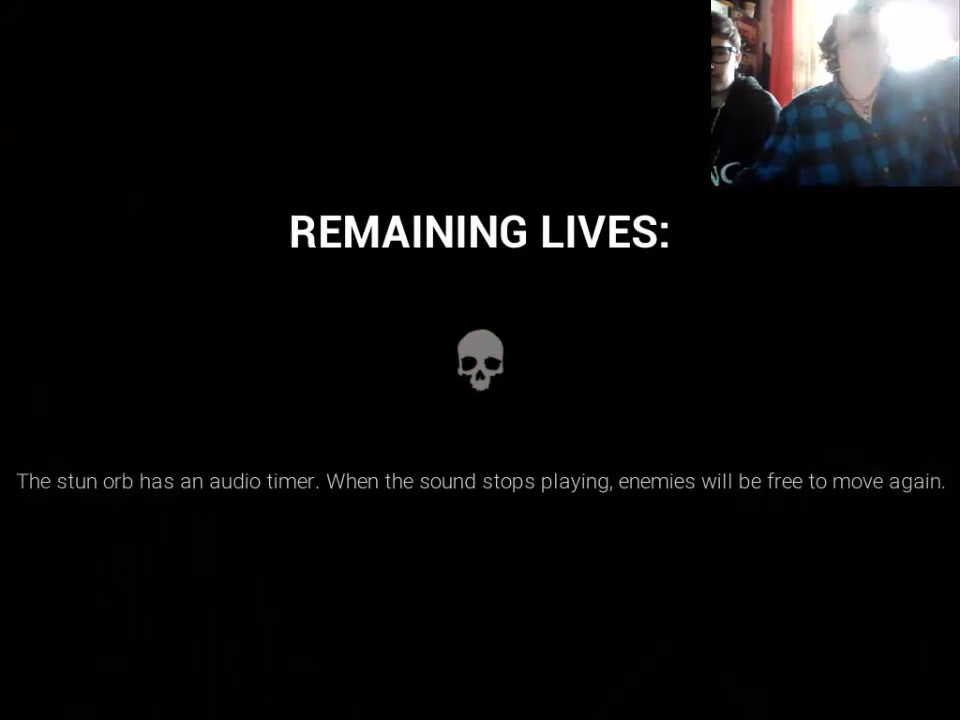 REMAINING LIVES:
The stun orb has an audio timer. When the sound stops playing, enemies will be free to move again.